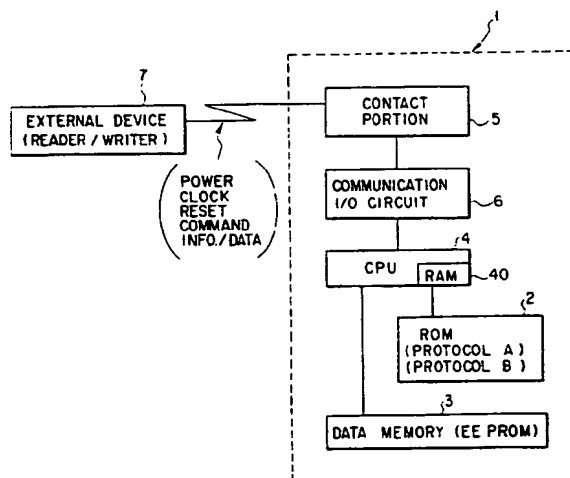 1
7
EXTERNAL DEVICE
(READER / WRITER)
CONTACT
PORTION
5
POWER
CLOCK
RESET
COMMAND
INFO./DATA
COMMUNICATION
I/O CIRCUIT
6
4
CPU
RAM
40
2
ROM
(PROTOCOL A)
(PROTOCOL B)
3
DATA MEMORY (EE PROM)